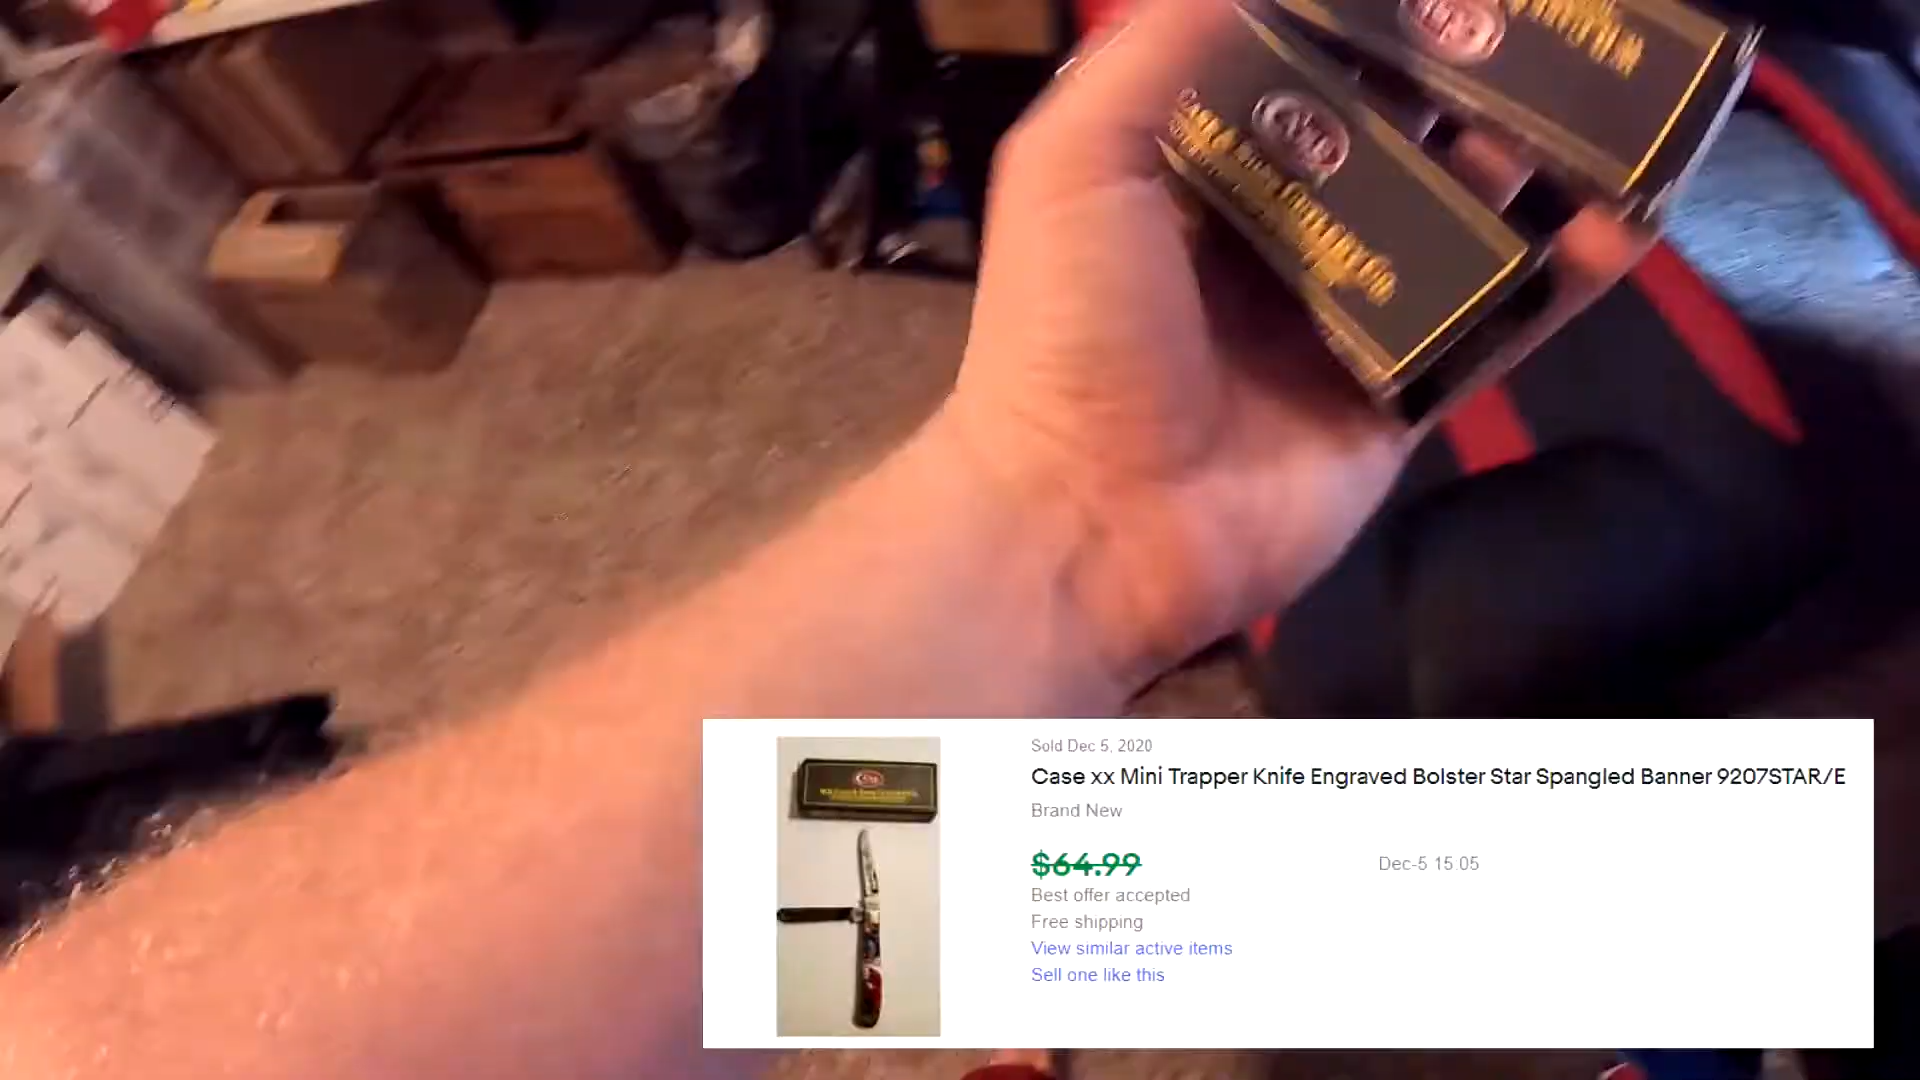 Sold Dec 5, 2020
Case xx Mini Trapper Knife Engraved Bolster Star Spangled Banner 9207STAR/E
Brand New
$64.99
Dec-5 15:05
Best offer accepted
Free shipping
View similar active items
Sell one like this